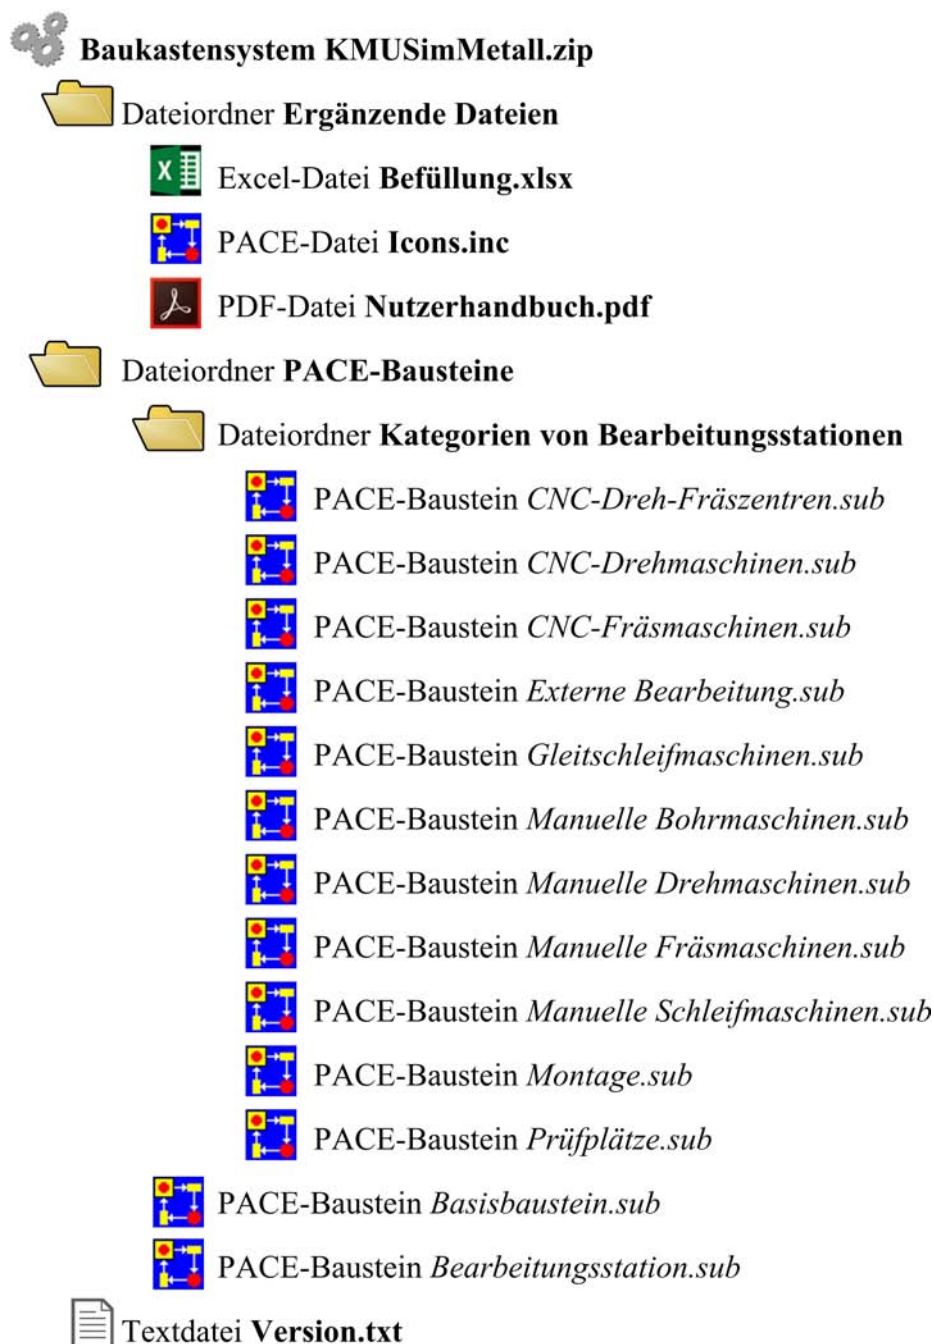 Baukastensystem KMUSimMetall.zip
Dateiordner Ergänzende Dateien
Excel-Datei Befüllung.xlsx
PACE-Datei Icons.inc
PDF-Datei Nutzerhandbuch.pdf
Dateiordner PACE-Bausteine
Dateiordner Kategorien von Bearbeitungsstationen
PACE-Baustein CNC-Dreh-Fräszentren.sub
PACE-Baustein CNC-Drehmaschinen.sub
PACE-Baustein CNC-Fräsmaschinen.sub
PACE-Baustein Externe Bearbeitung.sub
PACE-Baustein Gleitschleifmaschinen.sub
PACE-Baustein Manuelle Bohrmaschinen.sub
PACE-Baustein Manuelle Drehmaschinen.sub
PACE-Baustein Manuelle Fräsmaschinen.sub
PACE-Baustein Manuelle Schleifmaschinen.sub
PACE-Baustein Montage.sub
PACE-Baustein Prüfplätze.sub
PACE-Baustein Basisbaustein.sub
PACE-Baustein Bearbeitungsstation.sub
Textdatei Version.txt